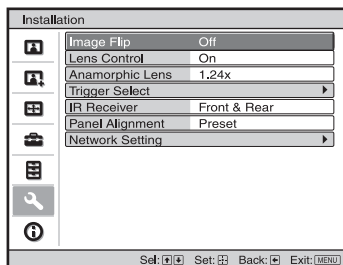 Installation
Image Flip Off
Lens Control On
Anamorphic Lens 1.24x
Trigger Select
IR Receiver Front & Rear
Panel Alignment Preset
Network Setting
Sel: Set: Back: Exit: MENU